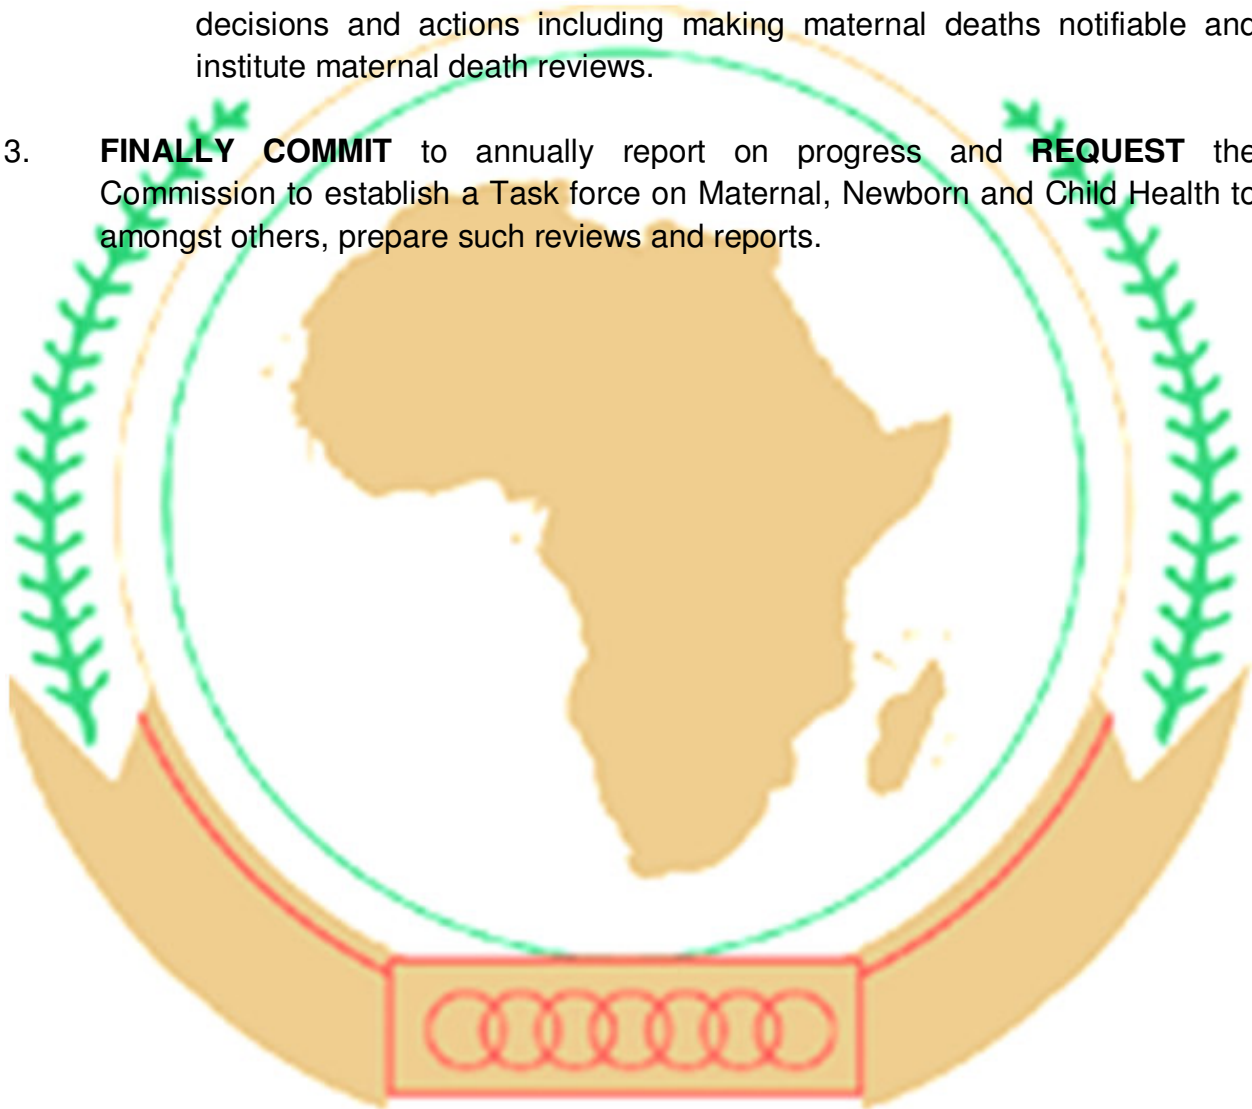 decisions and actions including making maternal deaths notifiable and
institute maternal death reviews.
3. FINALLY COMMIT to annually report on progress and REQUEST the
Commission to establish a Task force on Maternal, Newborn and Child Health to
amongst others, prepare such reviews and reports.